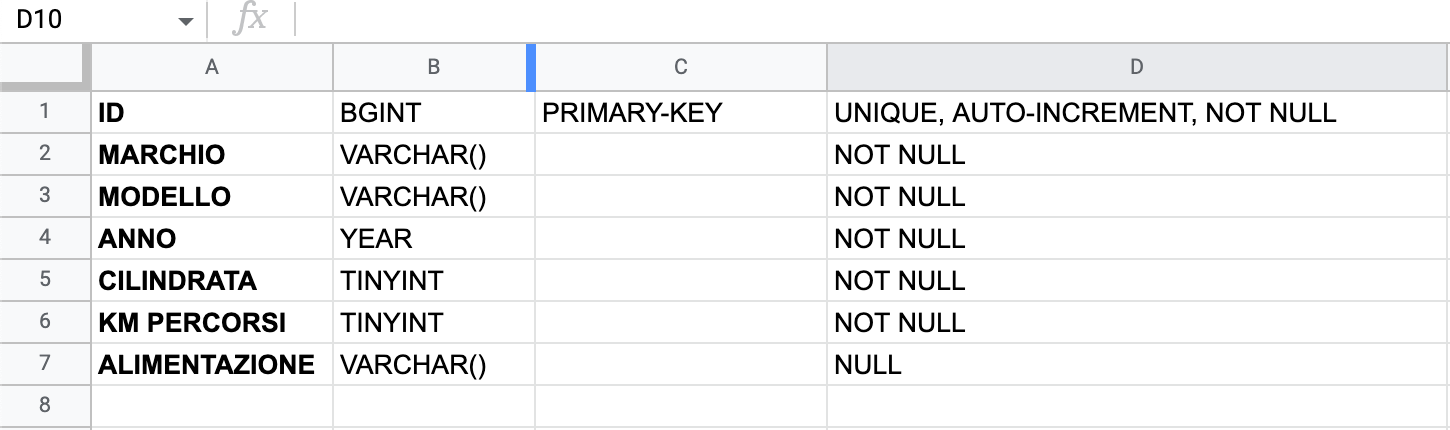 D10 fx
A B C D
1 ID BGINT PRIMARY-KEY UNIQUE, AUTO-INCREMENT, NOT NULL
2 MARCHIO VARCHAR() NOT NULL
3 MODELLO VARCHAR() NOT NULL
4 ANNO YEAR NOT NULL
5 CILINDRATA TINYINT NOT NULL
6 KM PERCORSI TINYINT NOT NULL
7 ALIMENTAZIONE VARCHAR() NULL
8